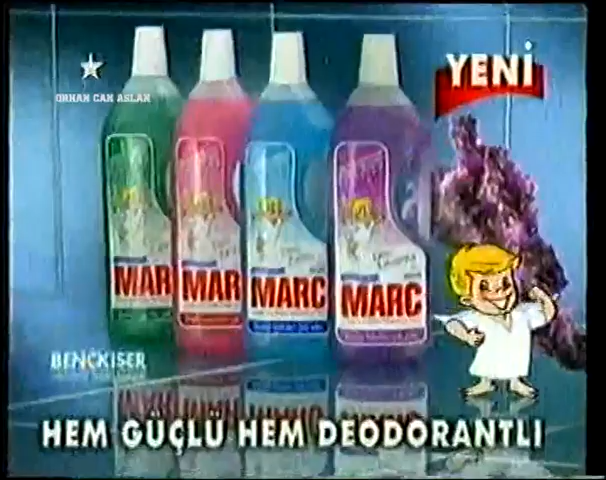 YENİ
ORHAN CAN ASLAN
MARC
MARC
MARC
MARC
BENCKISER
HEM GÜÇLÜ HEM DEODORANTLI